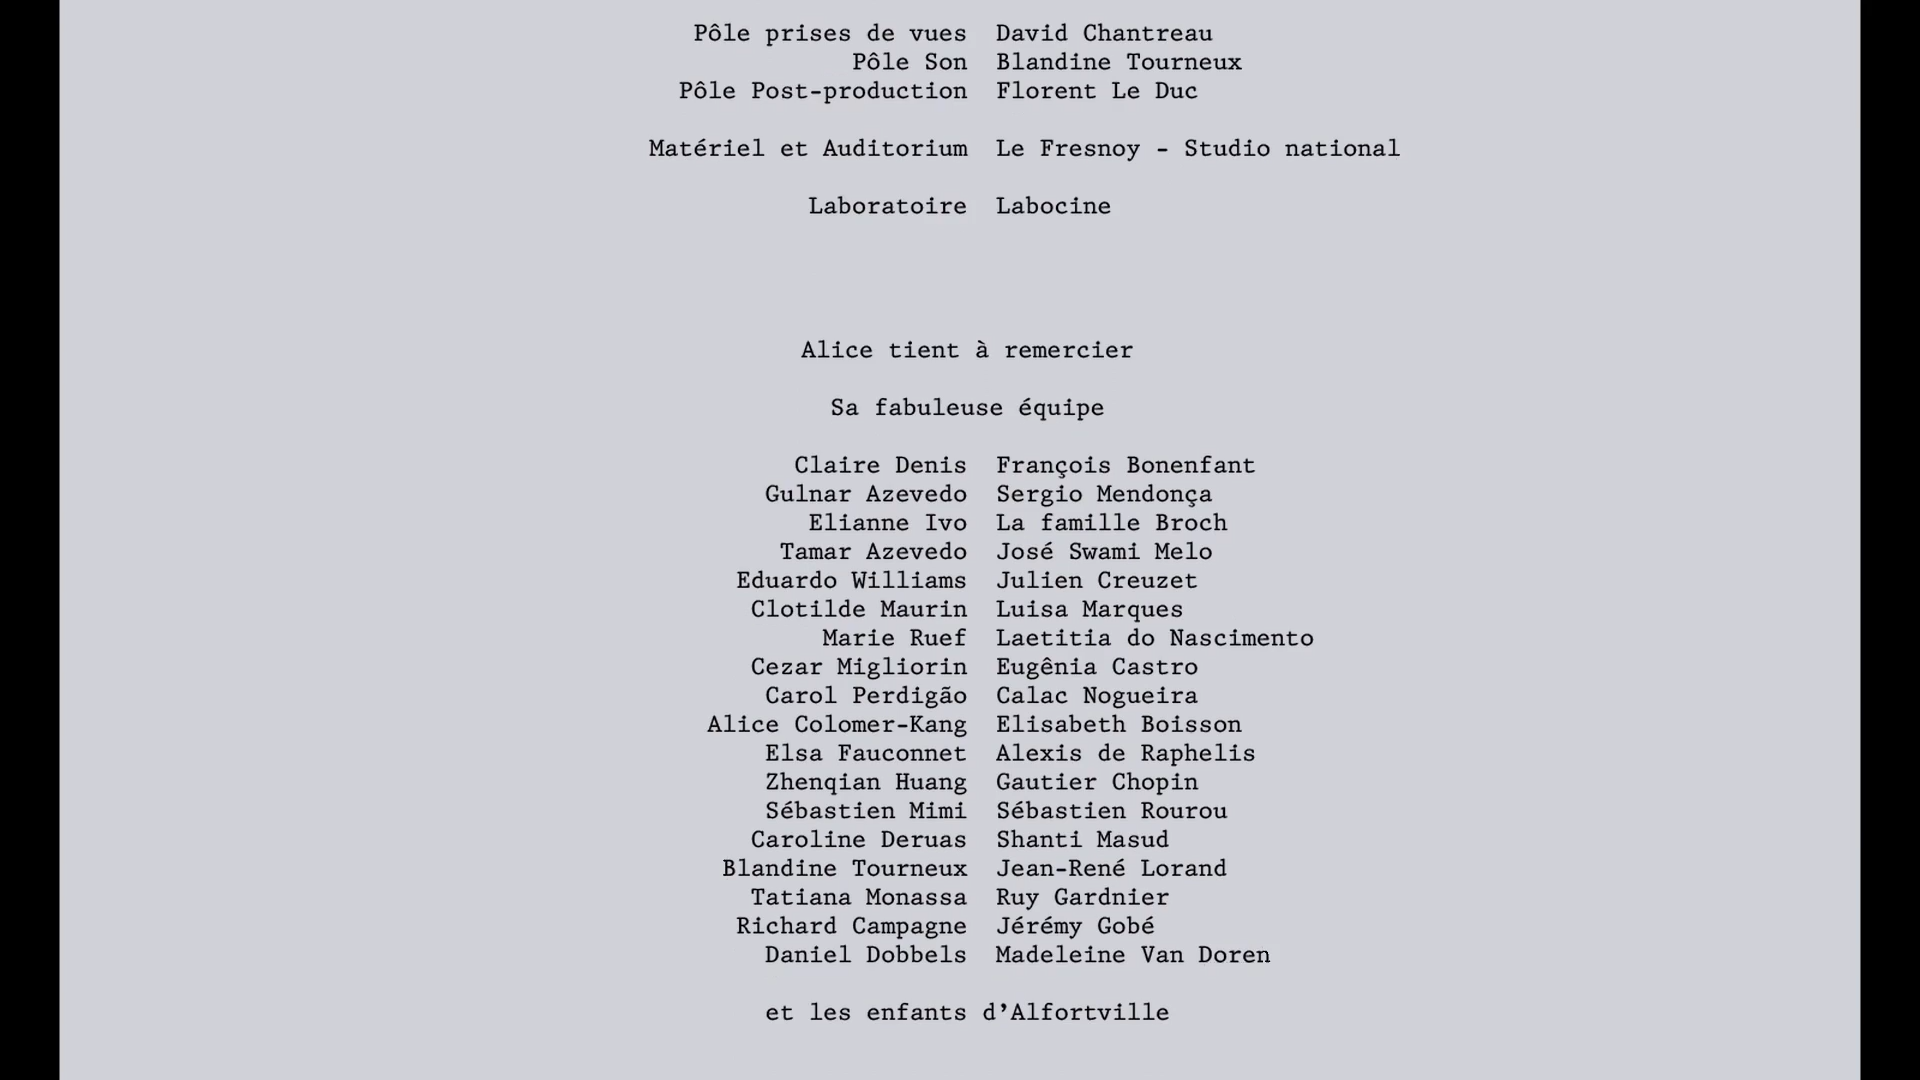 Pôle prises de vues David Chantreau
Pôle Son Blandine Tourneux
Pôle Post-production Florent Le Duc
Matériel et Auditorium Le Fresnoy - Studio national
Laboratoire Labocine
Alice tient à remercier
Sa fabuleuse équipe
Claire Denis François Bonenfant
Gulnar Azevedo Sergio Mendonça
Elianne Ivo La famille Broch
Tamar Azevedo José Swami Melo
Eduardo Williams Julien Creuzet
Clotilde Maurin Luisa Marques
Marie Ruef Laetitia do Nascimento
Cezar Migliorin Eugênia Castro
Carol Perdigão Calac Nogueira
Alice Colomer-Kang Elisabeth Boisson
Elsa Fauconnet Alexis de Raphelis
Zhenqian Huang Gautier Chopin
Sébastien Mimi Sébastien Rourou
Caroline Deruas Shanti Masud
Blandine Tourneux Jean-René Lorand
Tatiana Monassa Ruy Gardnier
Richard Campagne Jérémy Gobé
Daniel Dobbels Madeleine Van Doren
et les enfants d’Alfortville